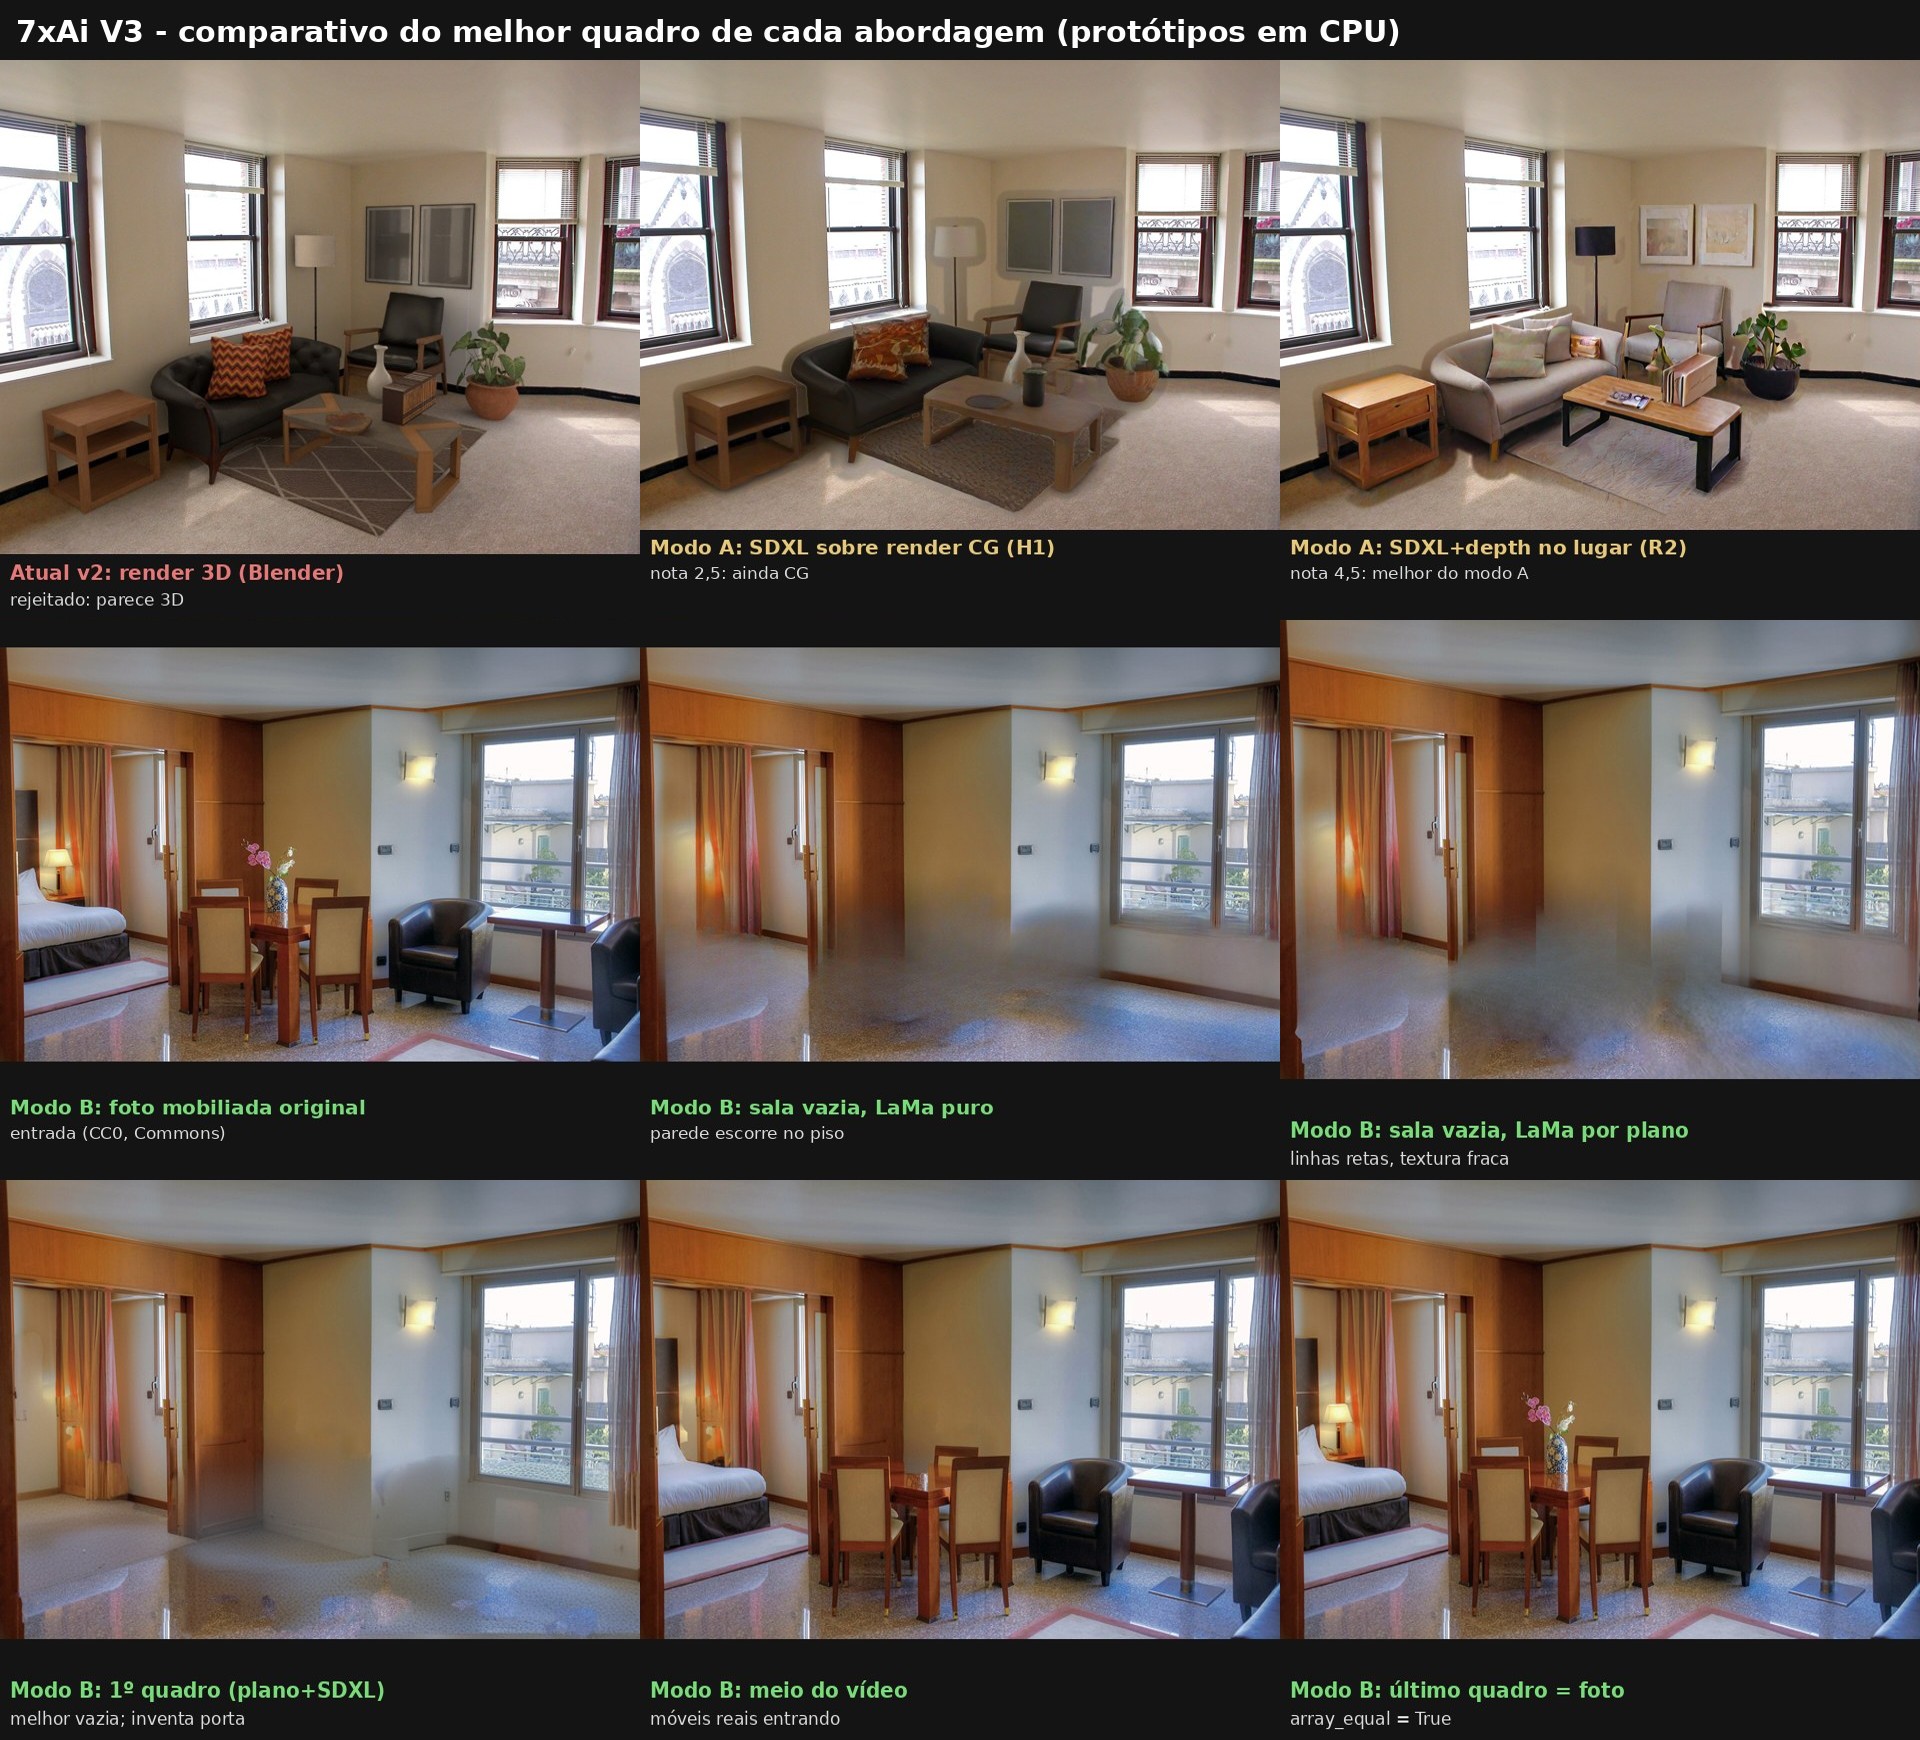 7xAi V3 - comparativo do melhor quadro de cada abordagem (protótipos em CPU)
Atual v2: render 3D (Blender)
rejeitado: parece 3D
Modo A: SDXL sobre render CG (H1)
nota 2,5: ainda CG
Modo A: SDXL+depth no lugar (R2)
nota 4,5: melhor do modo A
Modo B: foto mobiliada original
entrada (CC0, Commons)
Modo B: sala vazia, LaMa puro
parede escorre no piso
Modo B: sala vazia, LaMa por plano
linhas retas, textura fraca
Modo B: 1º quadro (plano+SDXL)
melhor vazia; inventa porta
Modo B: meio do vídeo
móveis reais entrando
Modo B: último quadro = foto
array_equal = True